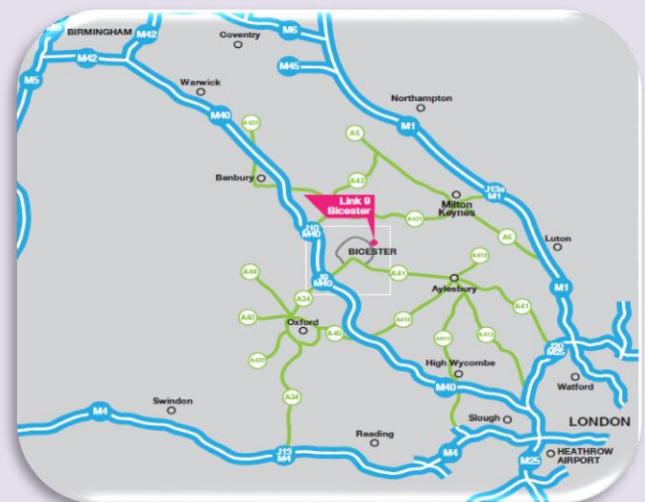 BIRMINGHAM
M42
Coventry
M6
M5
M42
M45
Warwick
M40
Northampton
A5
M1
Banbury
A43
J13a
M1
Link 9
Bicester
Milton
Keynes
J10
M40
A5
Luton
BICESTER
A44
J9
M40
A41
A418
M1
A34
Aylesbury
A40
Oxford
A40
A418
A41
A413
J20
M25
High Wycombe
A34
M40
Watford
M4
Swindon
Slough
LONDON
Reading
J13
M4
M4
M25
HEATHROW
AIRPORT